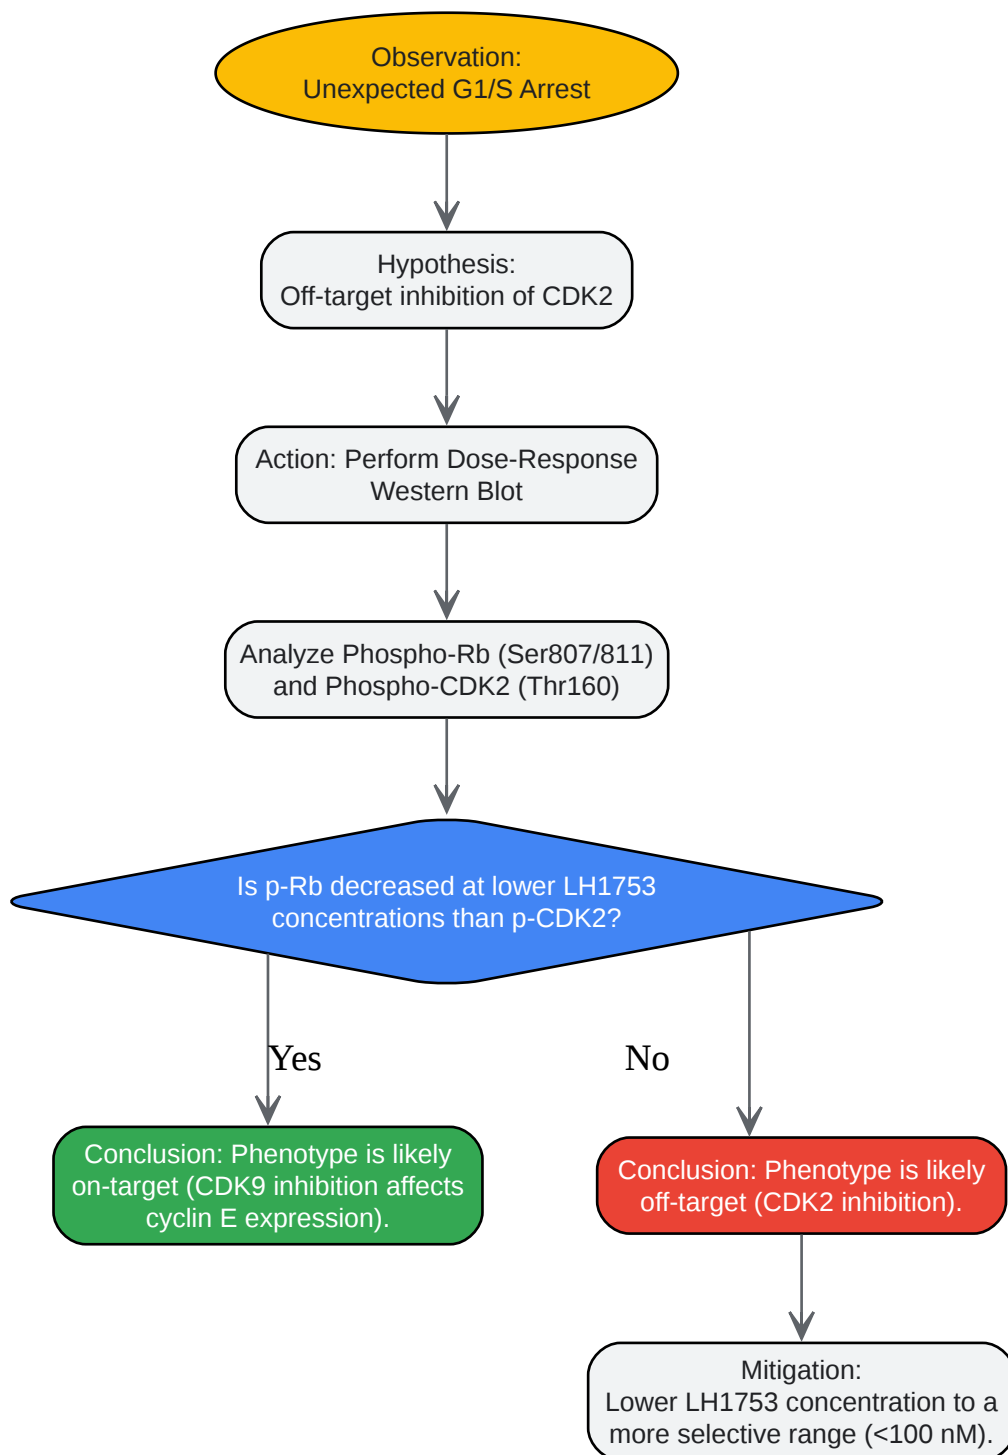 Observation:
Unexpected G1/S Arrest
Hypothesis:
Off-target inhibition of CDK2
Action: Perform Dose-Response
Western Blot
Analyze Phospho-Rb (Ser807/811)
and Phospho-CDK2 (Thr160)
Is p-Rb decreased at lower LH1753
concentrations than p-CDK2?
Yes
No
Conclusion: Phenotype is likely
on-target (CDK9 inhibition affects
cyclin E expression).
Conclusion: Phenotype is likely
off-target (CDK2 inhibition).
Mitigation:
Lower LH1753 concentration to a
more selective range (<100 nM).